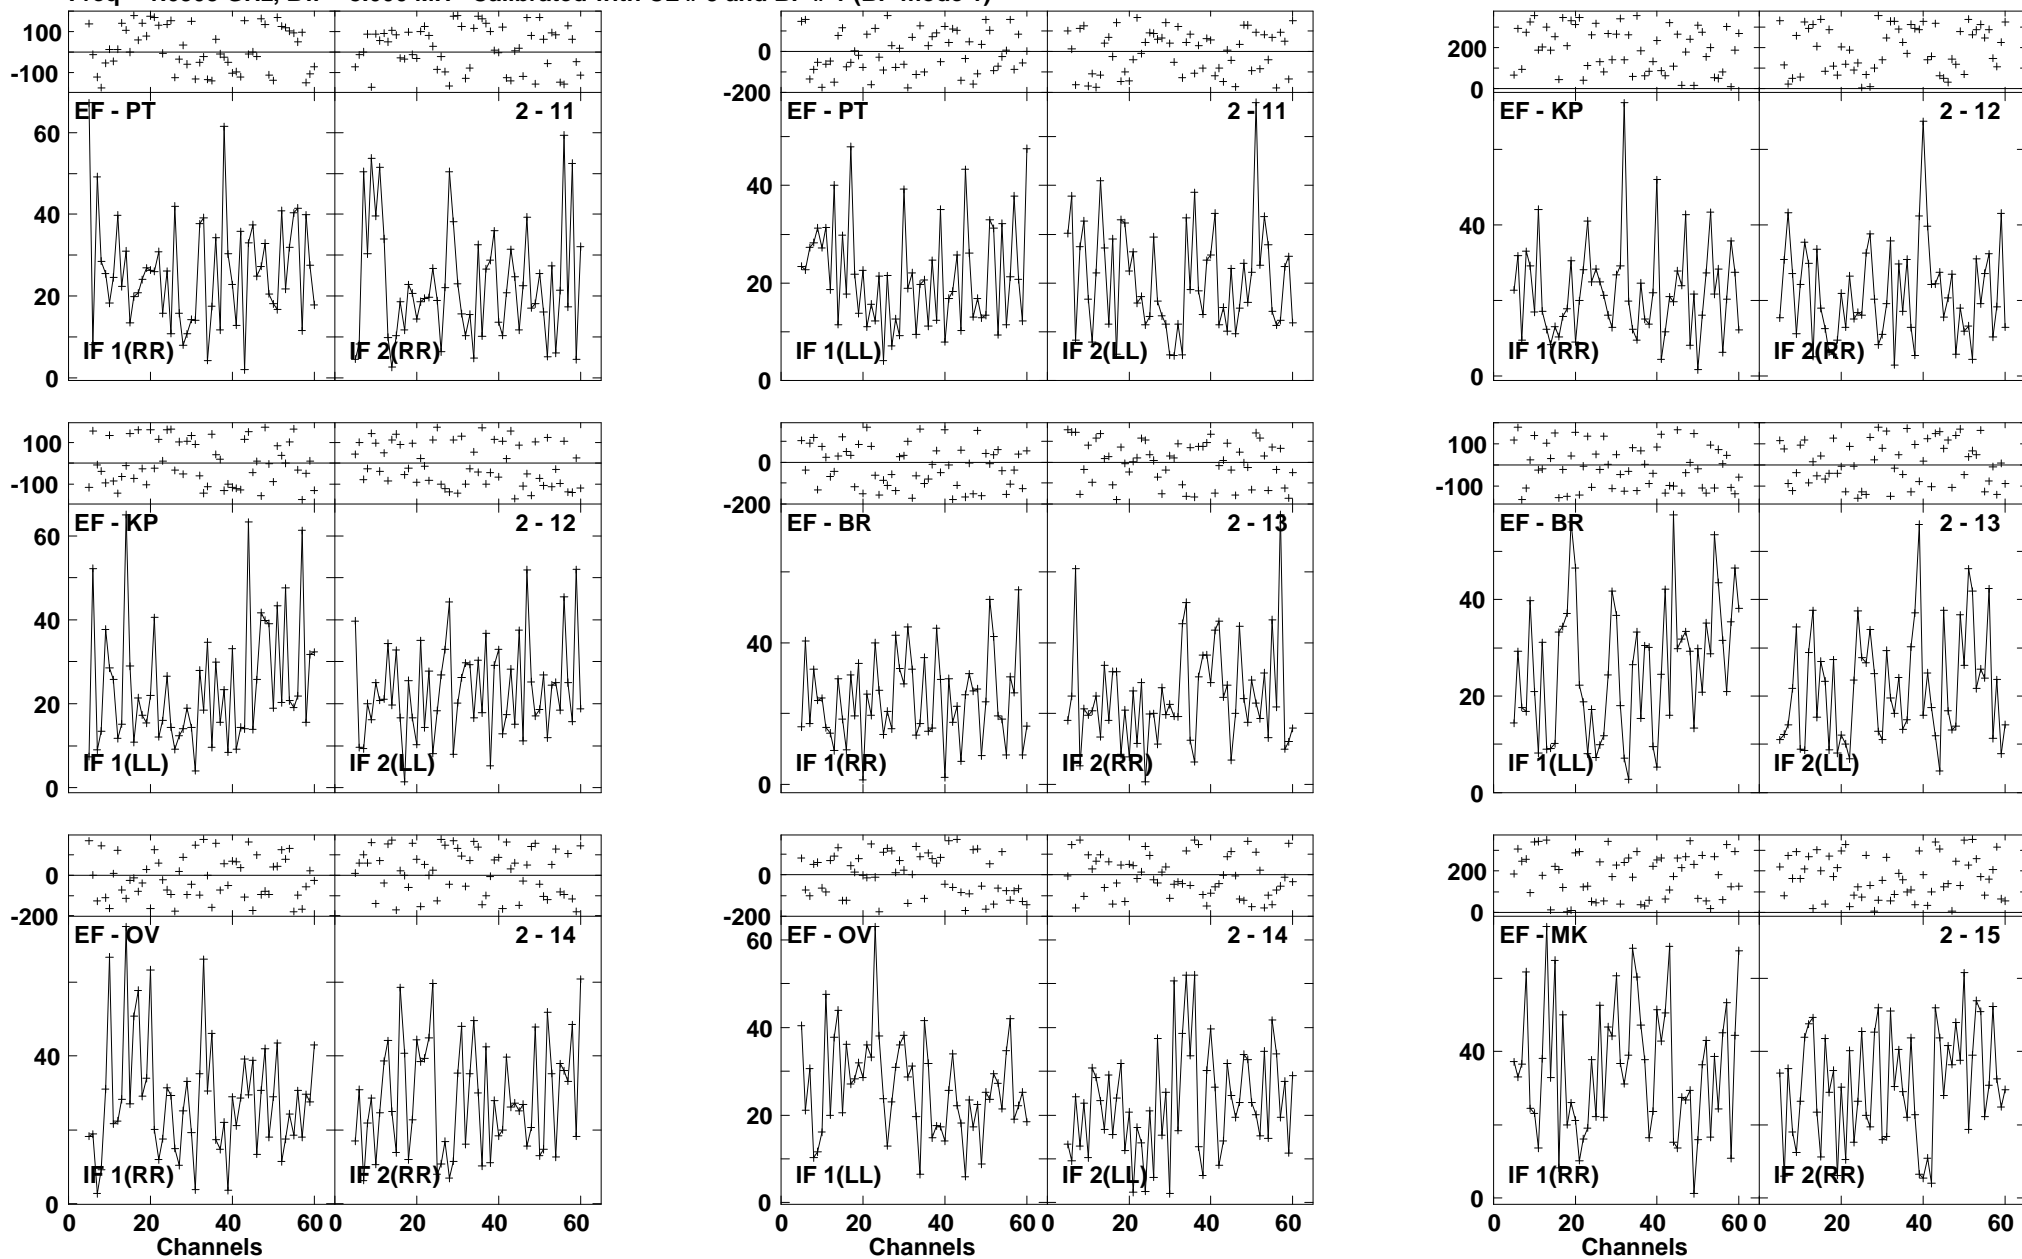 100
-100
EF - PT
2 - 11
60
40
20
0
IF 1(RR)
IF 2(RR)
0
-200
EF - PT
2 - 11
40
20
0
IF 1(LL)
IF 2(LL)
200
0
EF - KP
2 - 12
40
0
IF 1(RR)
IF 2(RR)
100
-100
EF - KP
2 - 12
60
40
20
0
IF 1(LL)
IF 2(LL)
0
-200
EF - BR
2 - 13
40
0
IF 1(RR)
IF 2(RR)
100
-100
EF - BR
2 - 13
40
20
0
IF 1(LL)
IF 2(LL)
0
-200
EF - OV
2 - 14
40
0
IF 1(RR)
IF 2(RR)
0 20 40 60 0 20 40 60
Channels
0
-200
EF - OV
2 - 14
60
40
20
0
IF 1(LL)
IF 2(LL)
0 20 40 60 0 20 40 60
Channels
200
0
EF - MK
2 - 15
40
0
IF 1(RR)
IF 2(RR)
0 20 40 60 0 20 40 60
Channels